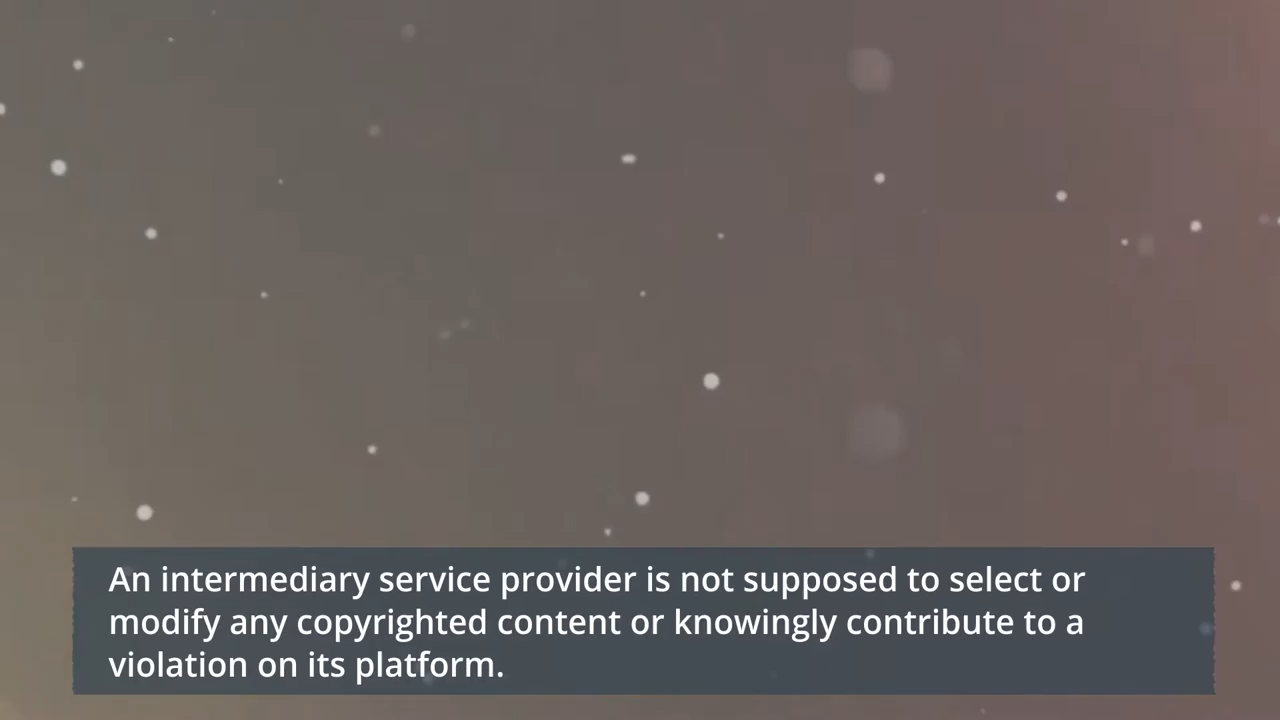 An intermediary service provider is not supposed to select or
modify any copyrighted content or knowingly contribute to a
violation on its platform.